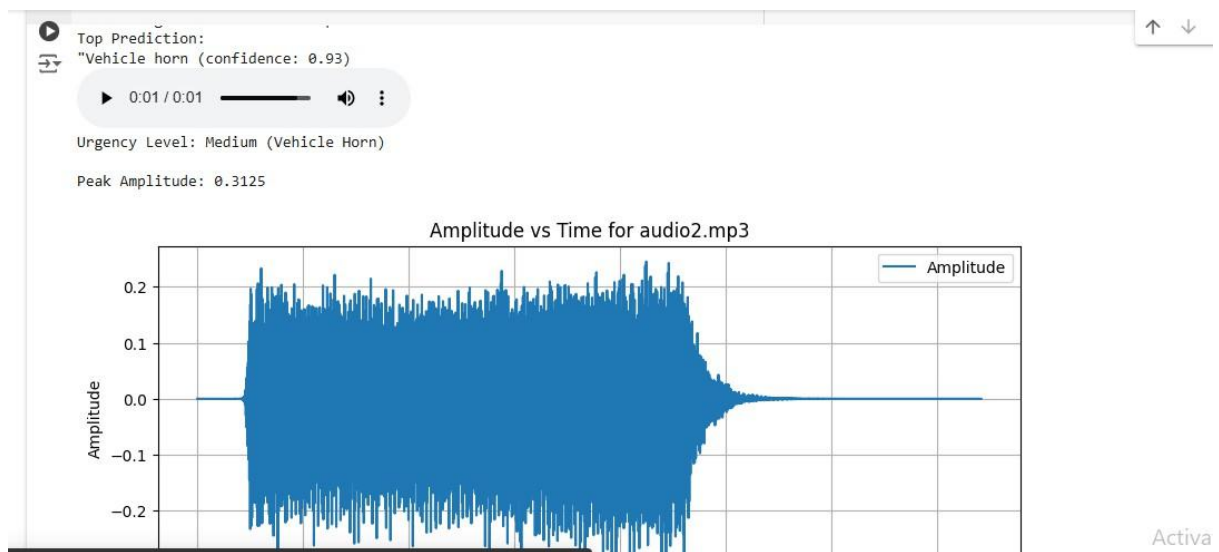 Top Prediction:
"Vehicle horn (confidence: 0.93)
0:01 / 0:01
Urgency Level: Medium (Vehicle Horn)
Peak Amplitude: 0.3125
Amplitude vs Time for audio2.mp3
Amplitude
0.2
0.1
0.0
−0.1
−0.2
Amplitude
Activa